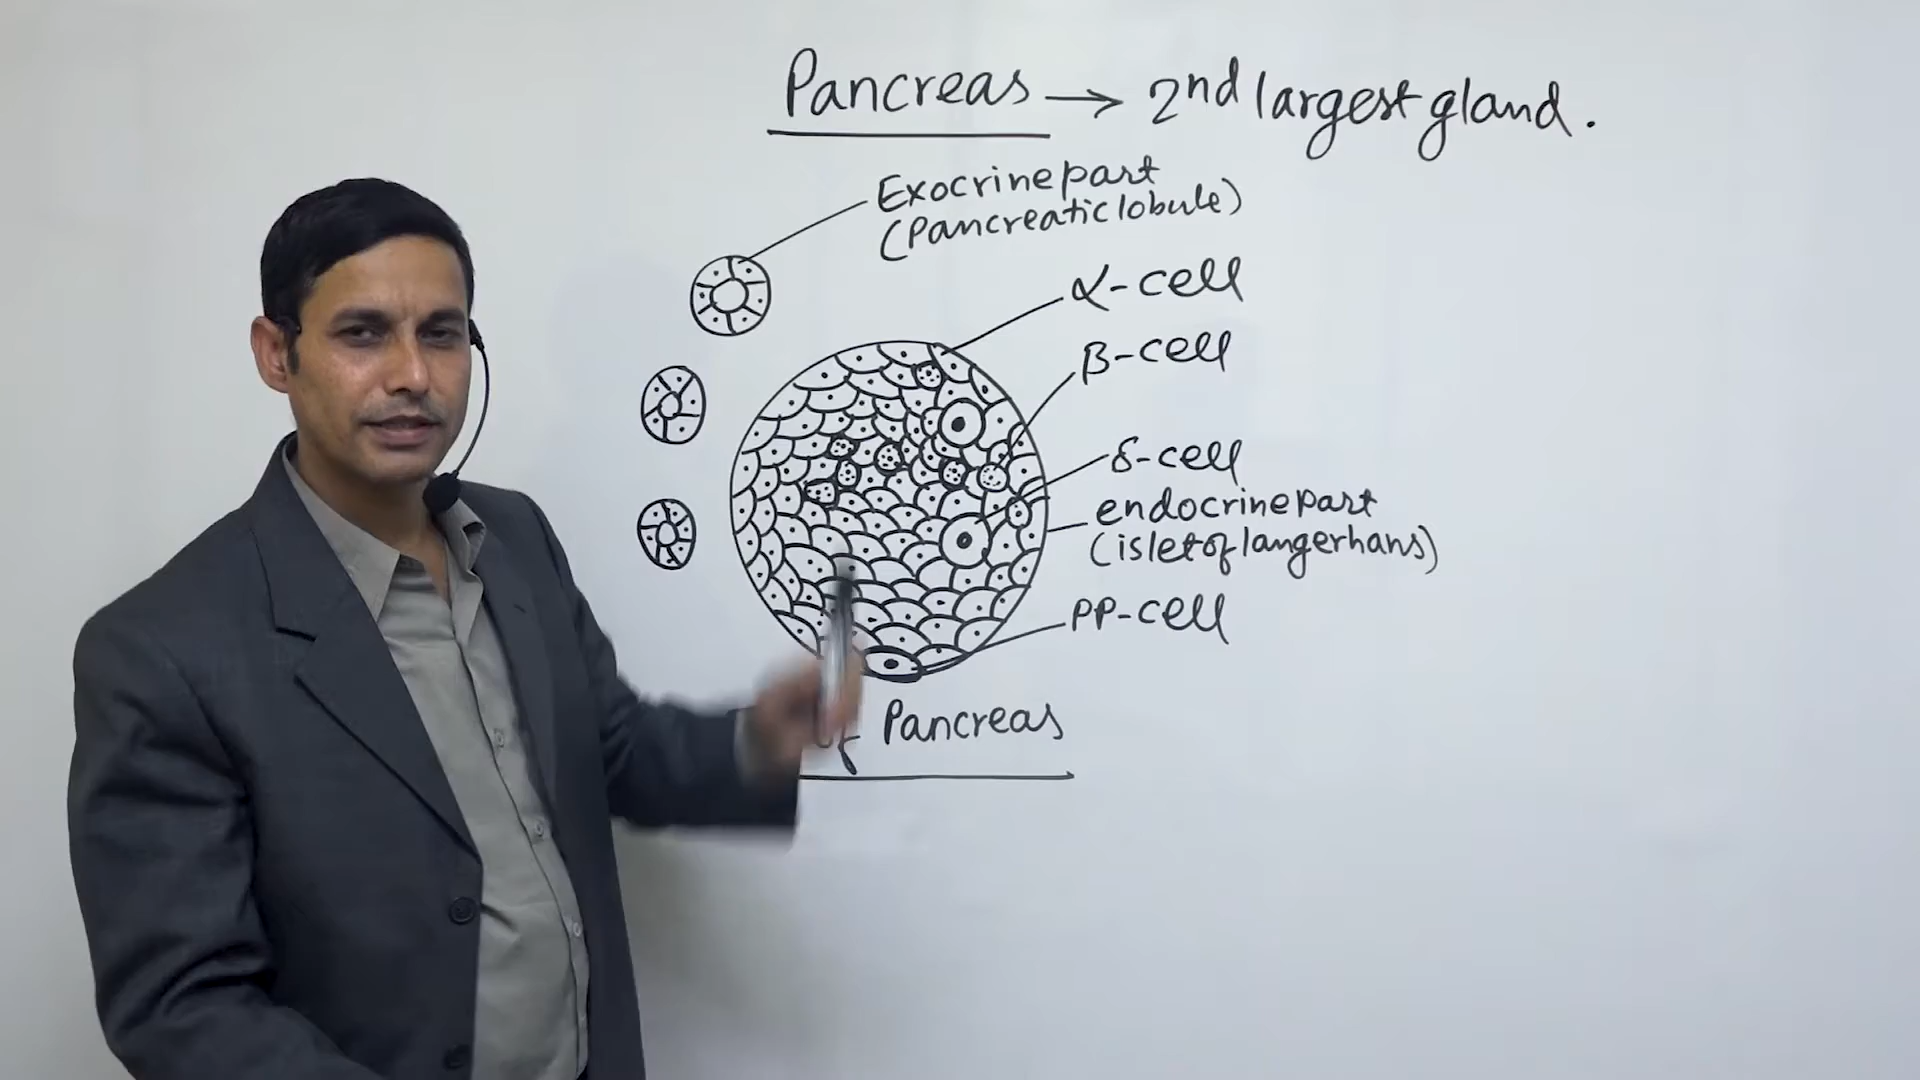 Pancreas → 2nd largest gland.
Exocrine part
(Pancreatic lobule)
α-cell
β-cell
δ-cell
endocrine part
(islet of langerhans)
PP-cell
Pancreas